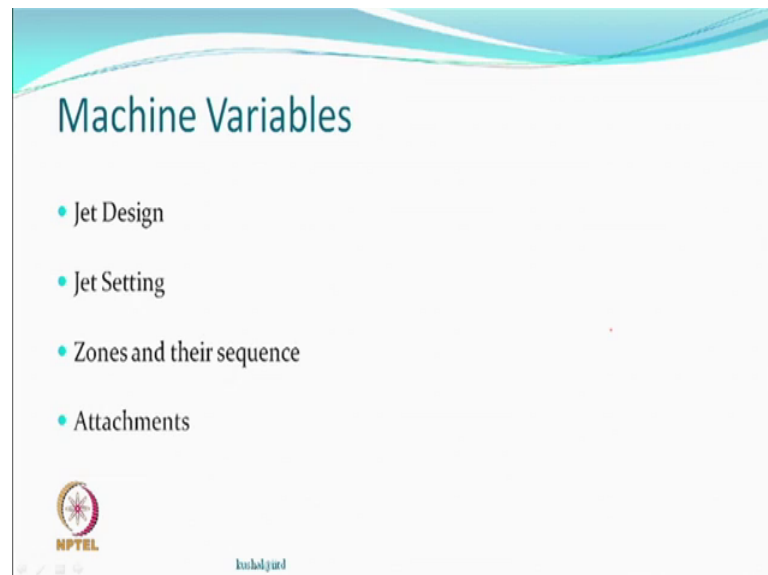 Machine Variables
Jet Design
Jet Setting
Zones and their sequence
Attachments
NPTEL